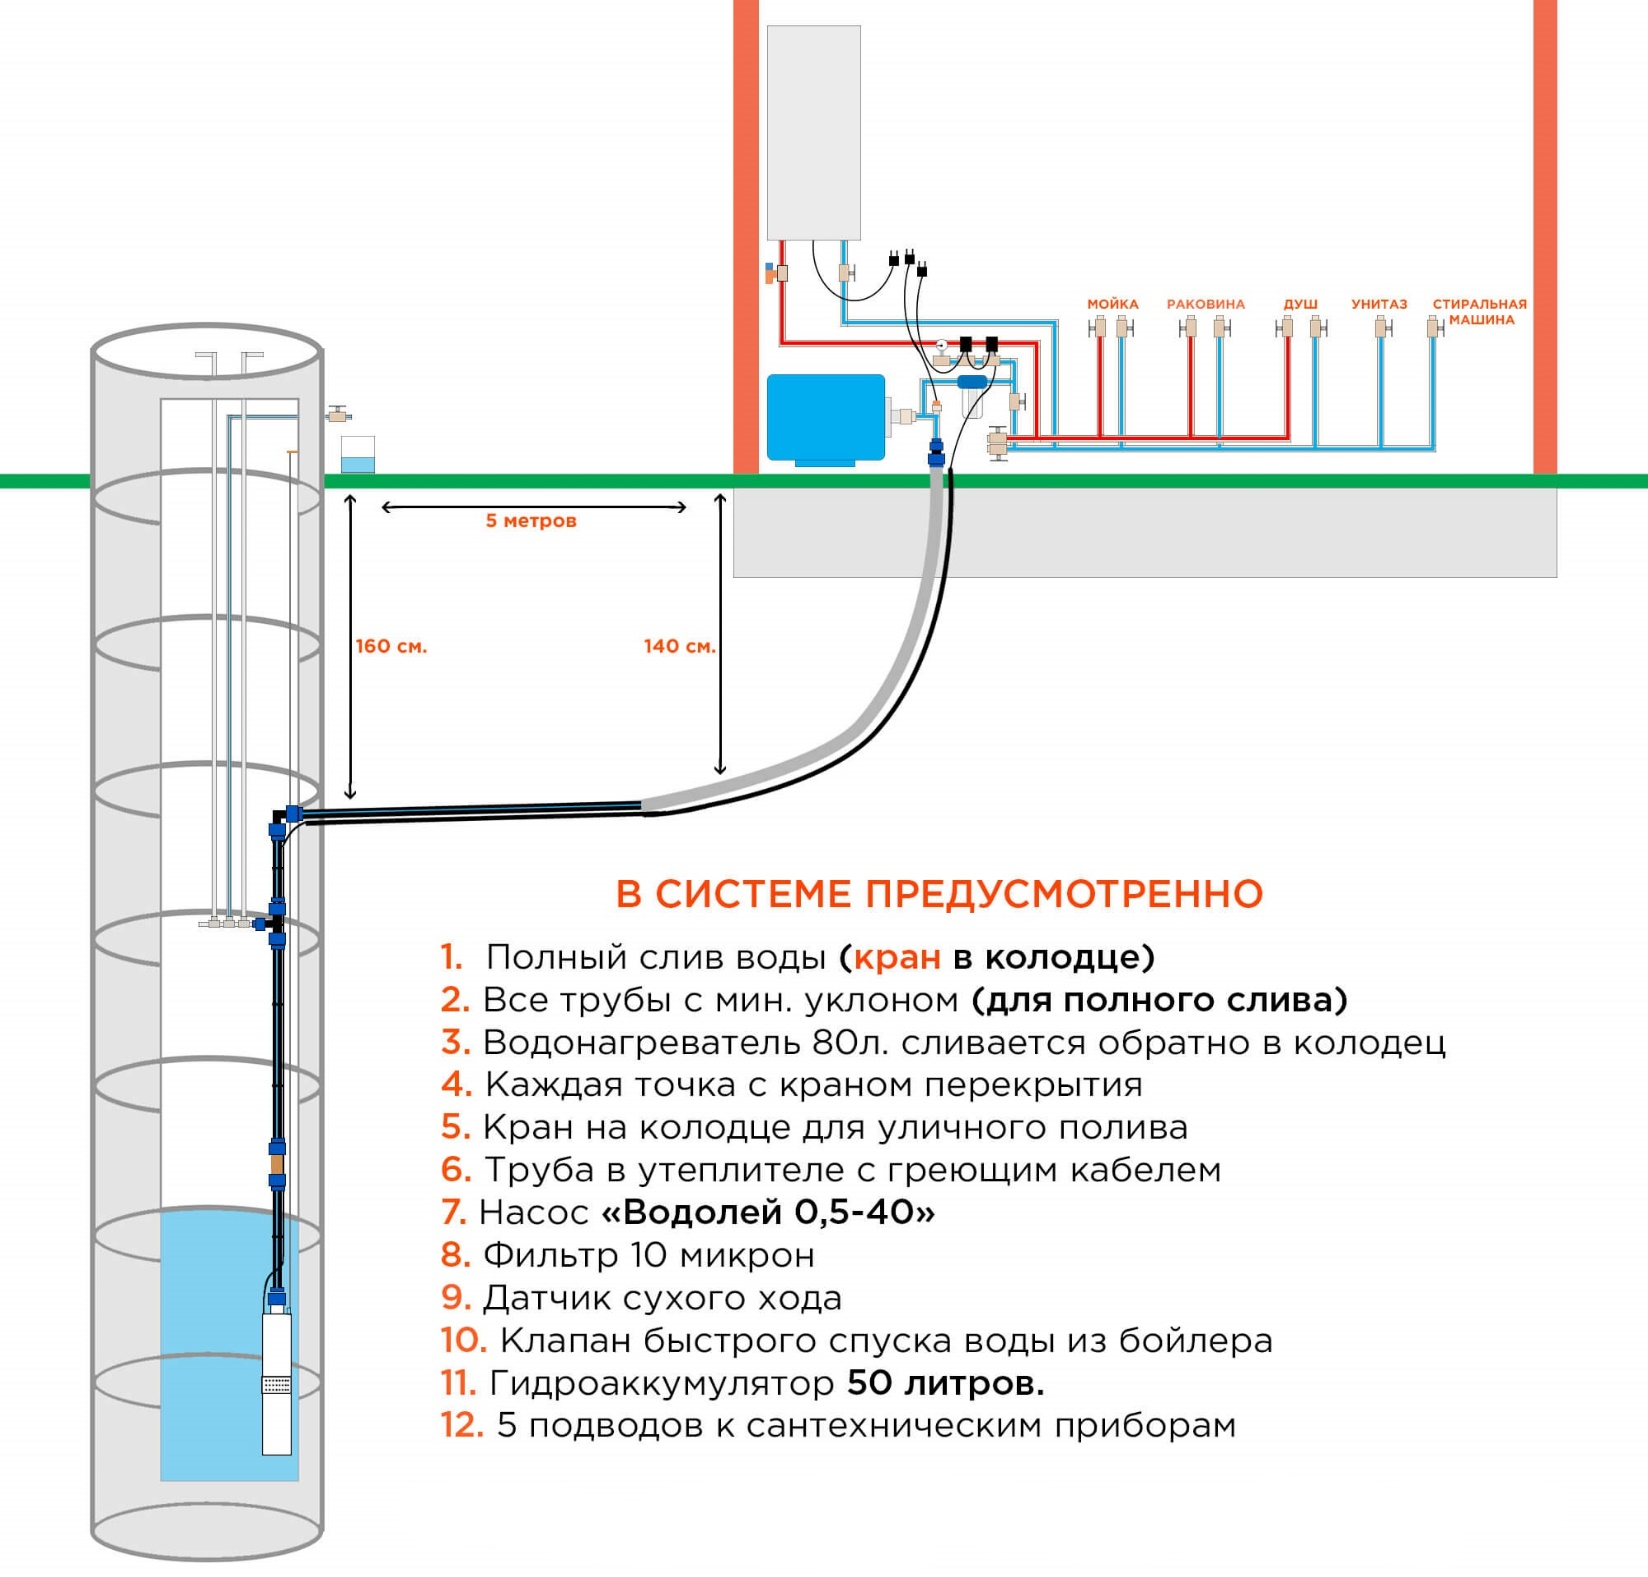 МОЙКА РАКОВИНА ДУШ УНИТАЗ СТИРАЛЬНАЯ
МАШИНА
5 метров
160 см.
140 см.
В СИСТЕМЕ ПРЕДУСМОТРЕННО
1. Полный слив воды (кран в колодце)
2. Все трубы с мин. уклоном (для полного слива)
3. Водонагреватель 80л. сливается обратно в колодец
4. Каждая точка с краном перекрытия
5. Кран на колодце для уличного полива
6. Труба в утеплителе с греющим кабелем
7. Насос «Водолей 0,5-40»
8. Фильтр 10 микрон
9. Датчик сухого хода
10. Клапан быстрого спуска воды из бойлера
11. Гидроаккумулятор 50 литров.
12. 5 подводов к сантехническим приборам